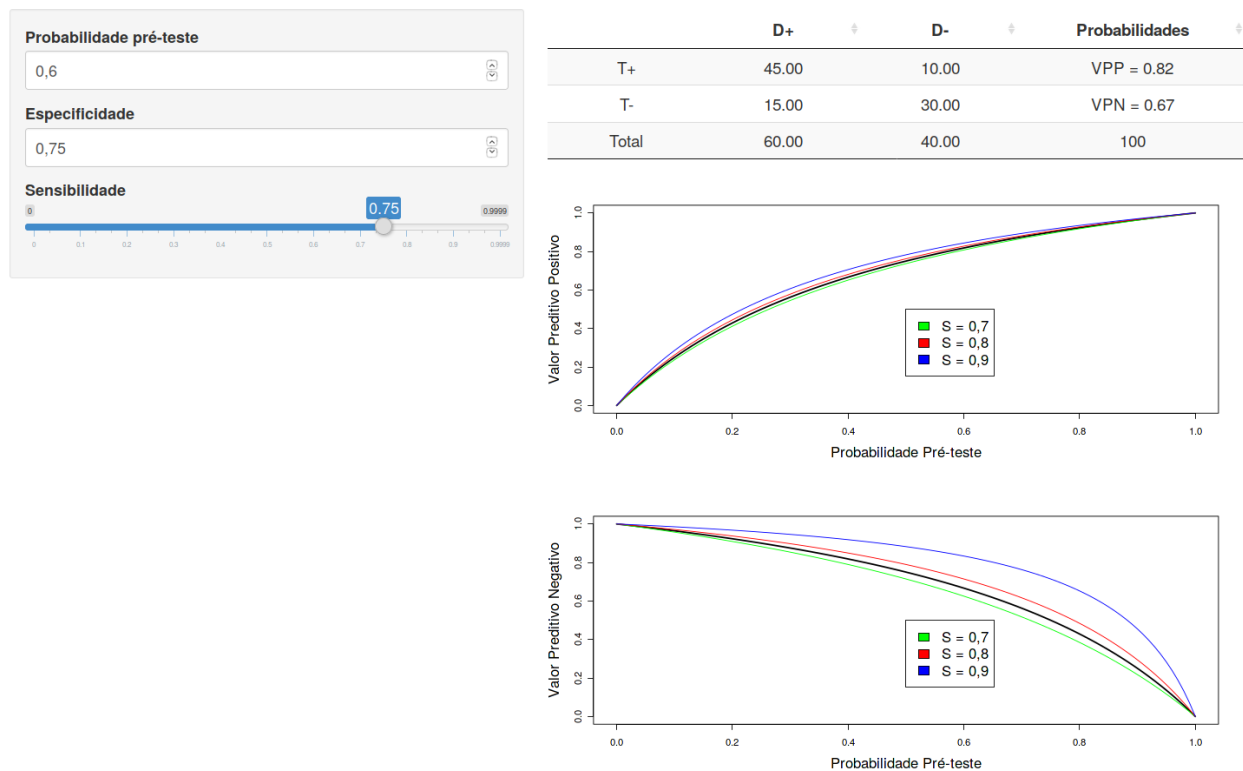 Probabilidade pré-teste
0,6
Especificidade
0,75
Sensibilidade
0 0.75 0.9999
0 0.1 0.2 0.3 0.4 0.5 0.6 0.7 0.8 0.9 0.9999
D+ D- Probabilidades
T+ 45.00 10.00 VPP = 0.82
T- 15.00 30.00 VPN = 0.67
Total 60.00 40.00 100
Valor Preditivo Positivo
1.0
0.8
0.6
0.4
0.2
0.0
S = 0,7
S = 0,8
S = 0,9
0.0 0.2 0.4 0.6 0.8 1.0
Probabilidade Pré-teste
Valor Preditivo Negativo
1.0
0.8
0.6
0.4
0.2
0.0
S = 0,7
S = 0,8
S = 0,9
0.0 0.2 0.4 0.6 0.8 1.0
Probabilidade Pré-teste